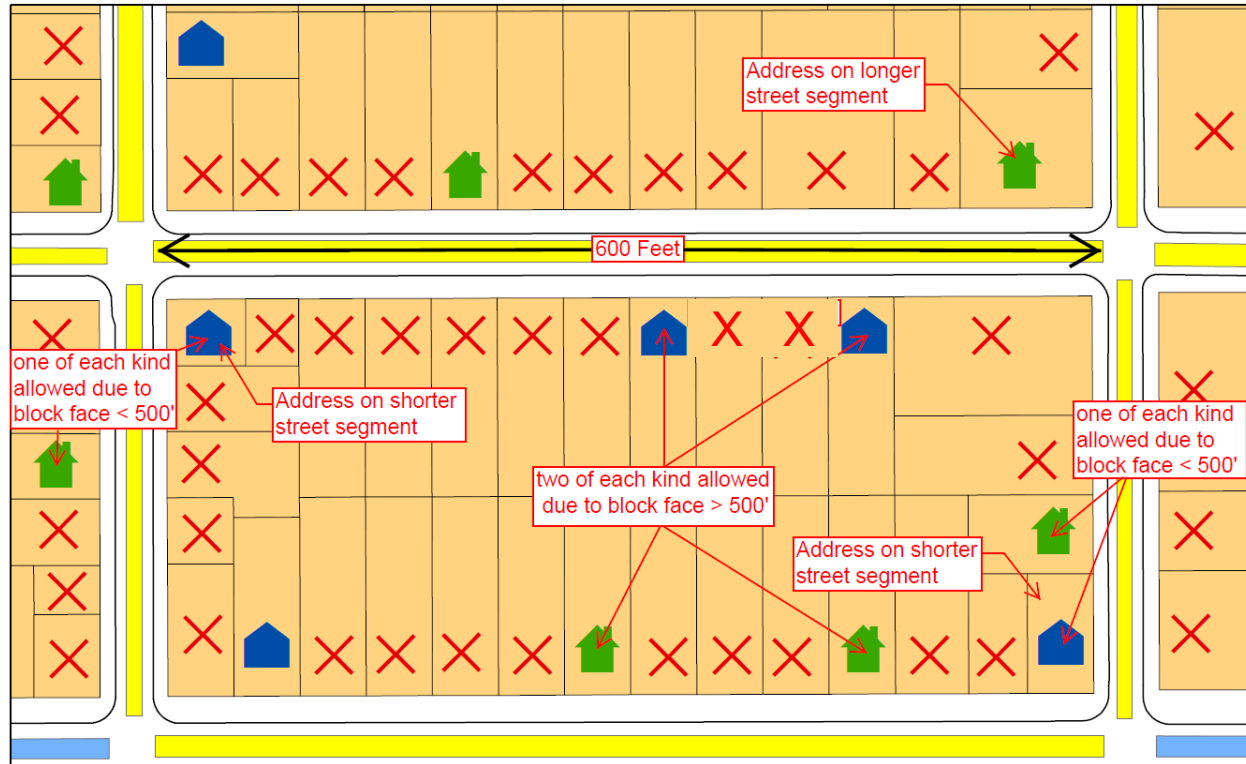 Address on longer
street segment
600 Feet
one of each kind
allowed due to
block face < 500'
Address on shorter
street segment
one of each kind
allowed due to
block face < 500'
two of each kind allowed
due to block face > 500'
Address on shorter
street segment